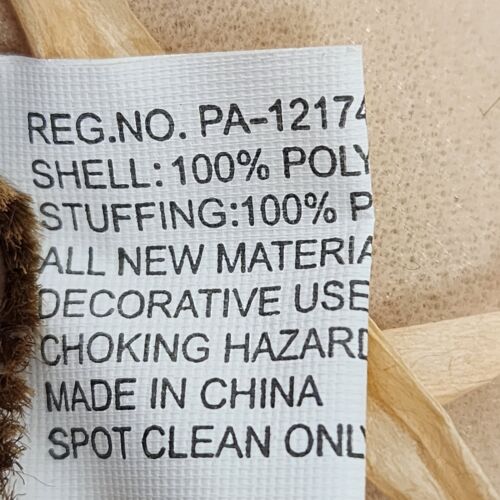 REG.NO. PA-12174
SHELL: 100% POLY
STUFFING:100% P
ALL NEW MATERIA
DECORATIVE USE
CHOKING HAZARD
MADE IN CHINA
SPOT CLEAN ONLY